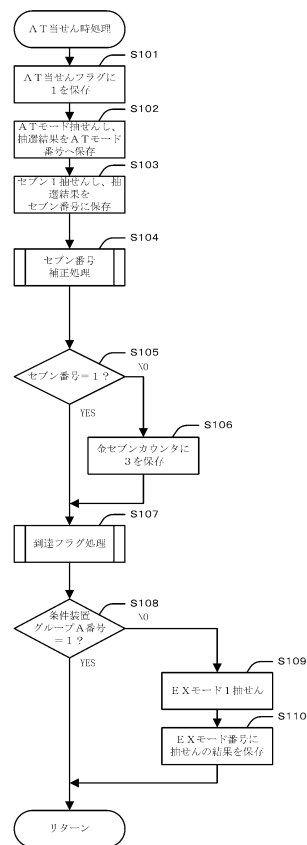 AT当せん時処理
S101
AT当せんフラグに
1を保存
S102
ATモード抽せんし、
抽選結果をATモード
番号へ保存
S103
セブン1抽せんし、抽
選結果を
セブン番号に保存
S104
セブン番号
補正処理
S105
セブン番号=1?
NO
YES
S106
金セブンカウンタに
3を保存
S107
到達フラグ処理
S108
条件装置
グループA番号
=1?
NO
YES
S109
EXモード1抽せん
S110
EXモード番号に
抽せんの結果を保存
リターン